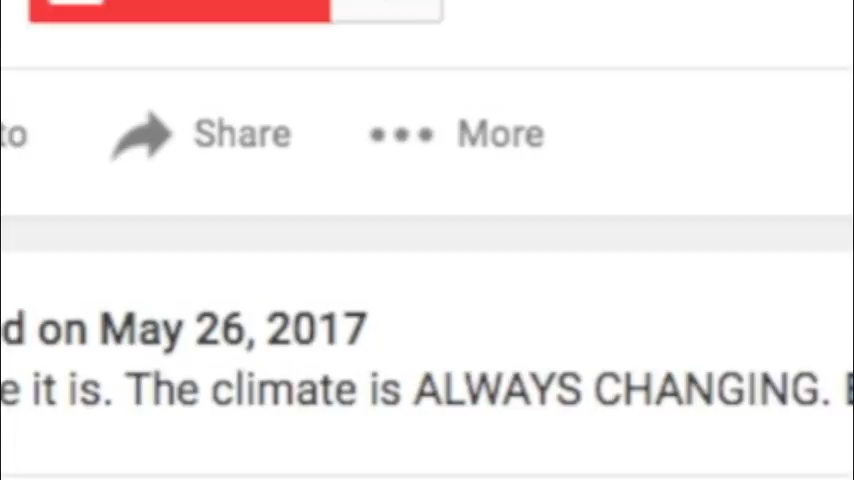 to Share More
d on May 26, 2017
e it is. The climate is ALWAYS CHANGING.